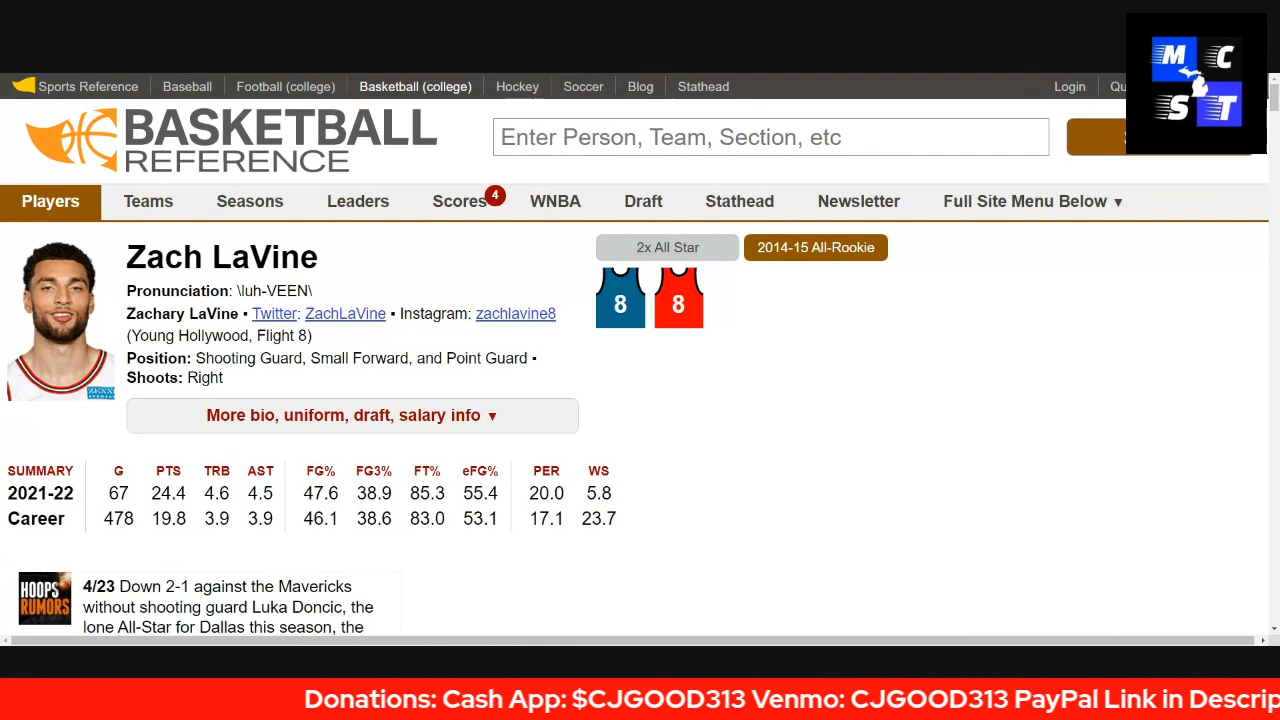 M C
S T
Sports Reference Baseball Football (college) Basketball (college) Hockey Soccer Blog Stathead Login
BASKETBALL
REFERENCE
Enter Person, Team, Section, etc
Players Teams Seasons Leaders Scores 4 WNBA Draft Stathead Newsletter Full Site Menu Below ▼
Zach LaVine
2x All Star 2014-15 All-Rookie
8 8
Pronunciation: \luh-VEEN\
Zachary LaVine ▪ Twitter: ZachLaVine ▪ Instagram: zachlavine8
(Young Hollywood, Flight 8)
Position: Shooting Guard, Small Forward, and Point Guard ▪
Shoots: Right
More bio, uniform, draft, salary info ▼
SUMMARY G PTS TRB AST FG% FG3% FT% eFG% PER WS
2021-22 67 24.4 4.6 4.5 47.6 38.9 85.3 55.4 20.0 5.8
Career 478 19.8 3.9 3.9 46.1 38.6 83.0 53.1 17.1 23.7
HOOPS
RUMORS
4/23 Down 2-1 against the Mavericks
without shooting guard Luka Doncic, the
lone All-Star for Dallas this season, the
Donations: Cash App: $CJGOOD313 Venmo: CJGOOD313 PayPal Link in Descrip